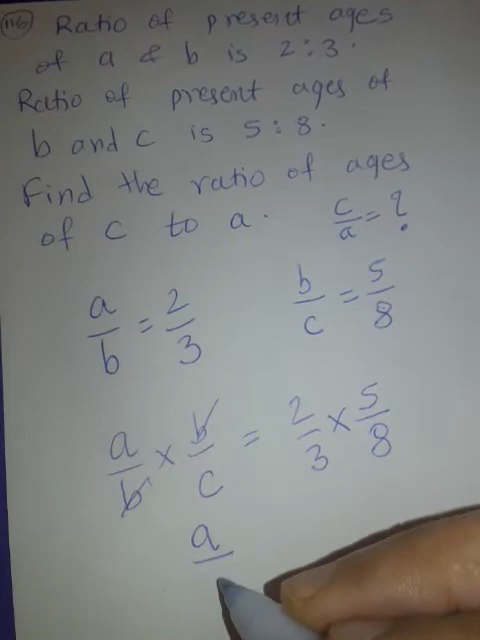 116 Ratio of present ages
of a & b is 2:3.
Ratio of present ages of
b and c is 5:8.
Find the ratio of ages
of c to a. c/a = ?
a/b = 2/3 b/c = 5/8
a/b × b/c = 2/3 × 5/8
a